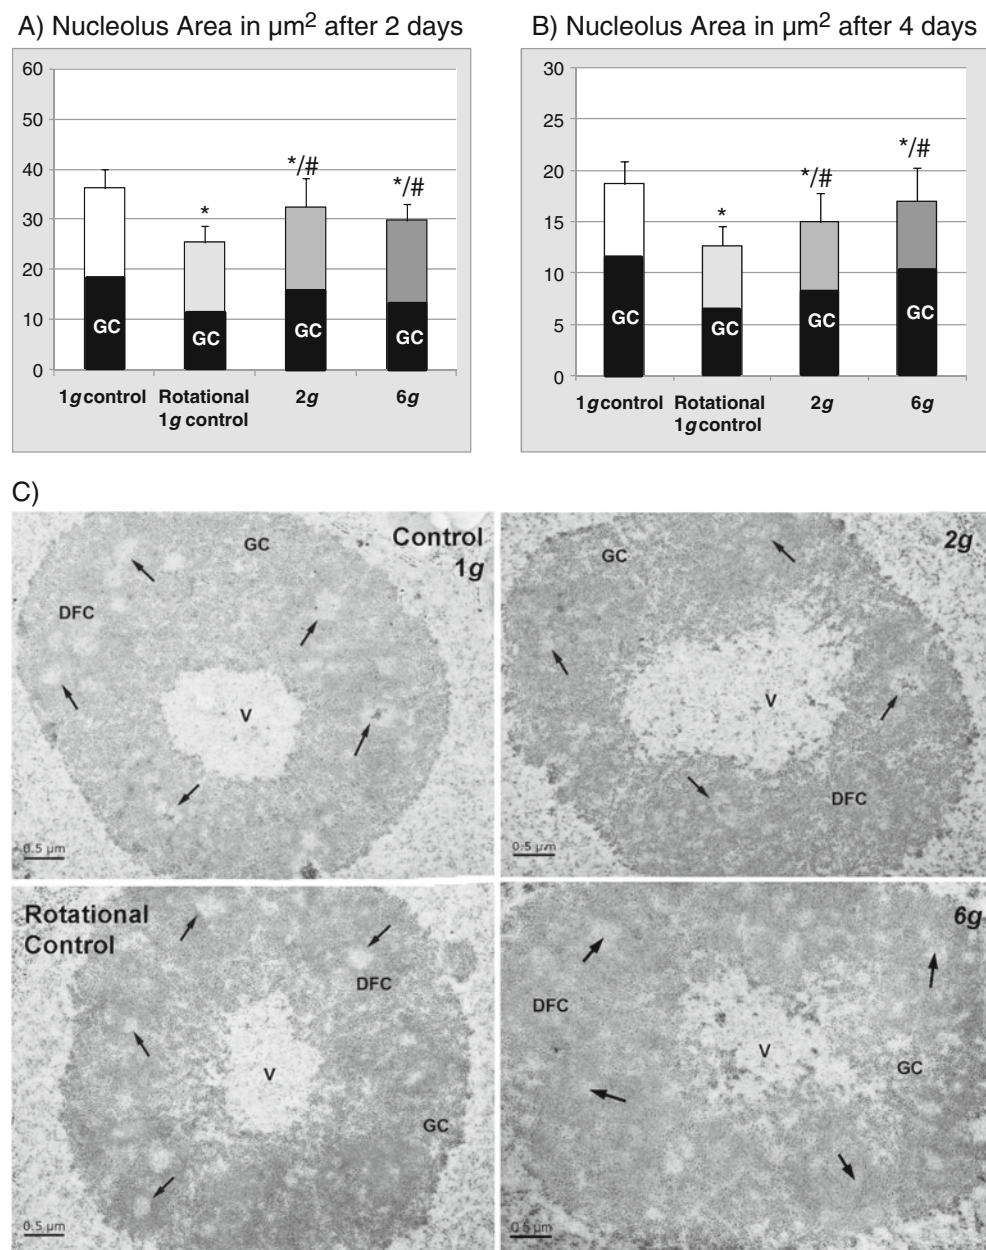 A) Nucleolus Area in µm² after 2 days
60
50
40
30
20
10
0
*
*/#
*/#
GC
GC
GC
GC
1g control
Rotational
1g control
2g
6g
B) Nucleolus Area in µm² after 4 days
30
25
20
15
10
5
0
*
*/#
*/#
GC
GC
GC
GC
1g control
Rotational
1g control
2g
6g
C)
Control
1g
GC
DFC
V
0.5 µm
2g
GC
V
DFC
0.5 µm
Rotational
Control
DFC
V
GC
0.5 µm
6g
DFC
V
GC
0.5 µm